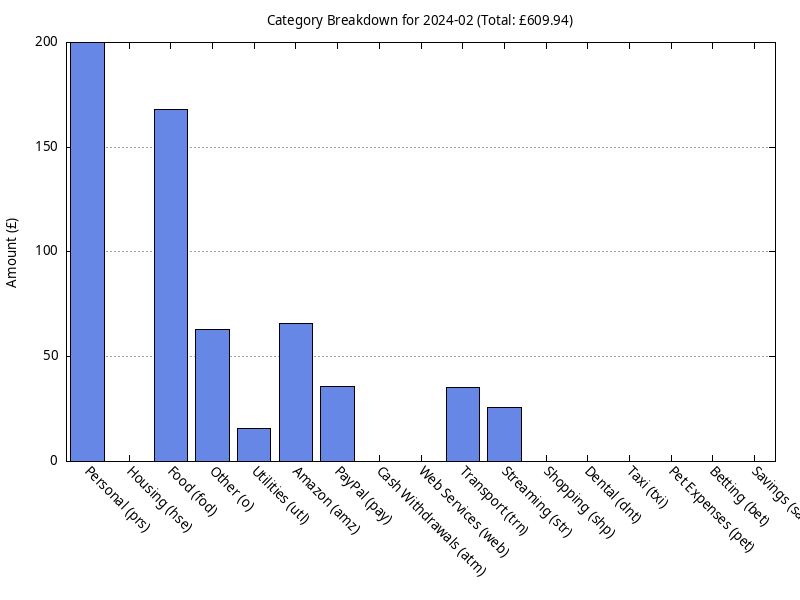 Category Breakdown for 2024-02 (Total: £609.94)
Amount (£)
200
150
100
50
0
Personal (prs)
Housing (hse)
Food (fod)
Other (o)
Utilities (utl)
Amazon (amz)
PayPal (pay)
Cash Withdrawals (atm)
Web Services (web)
Transport (trn)
Streaming (str)
Shopping (shp)
Dental (dnt)
Taxi (txi)
Pet Expenses (pet)
Betting (bet)
Savings (sa